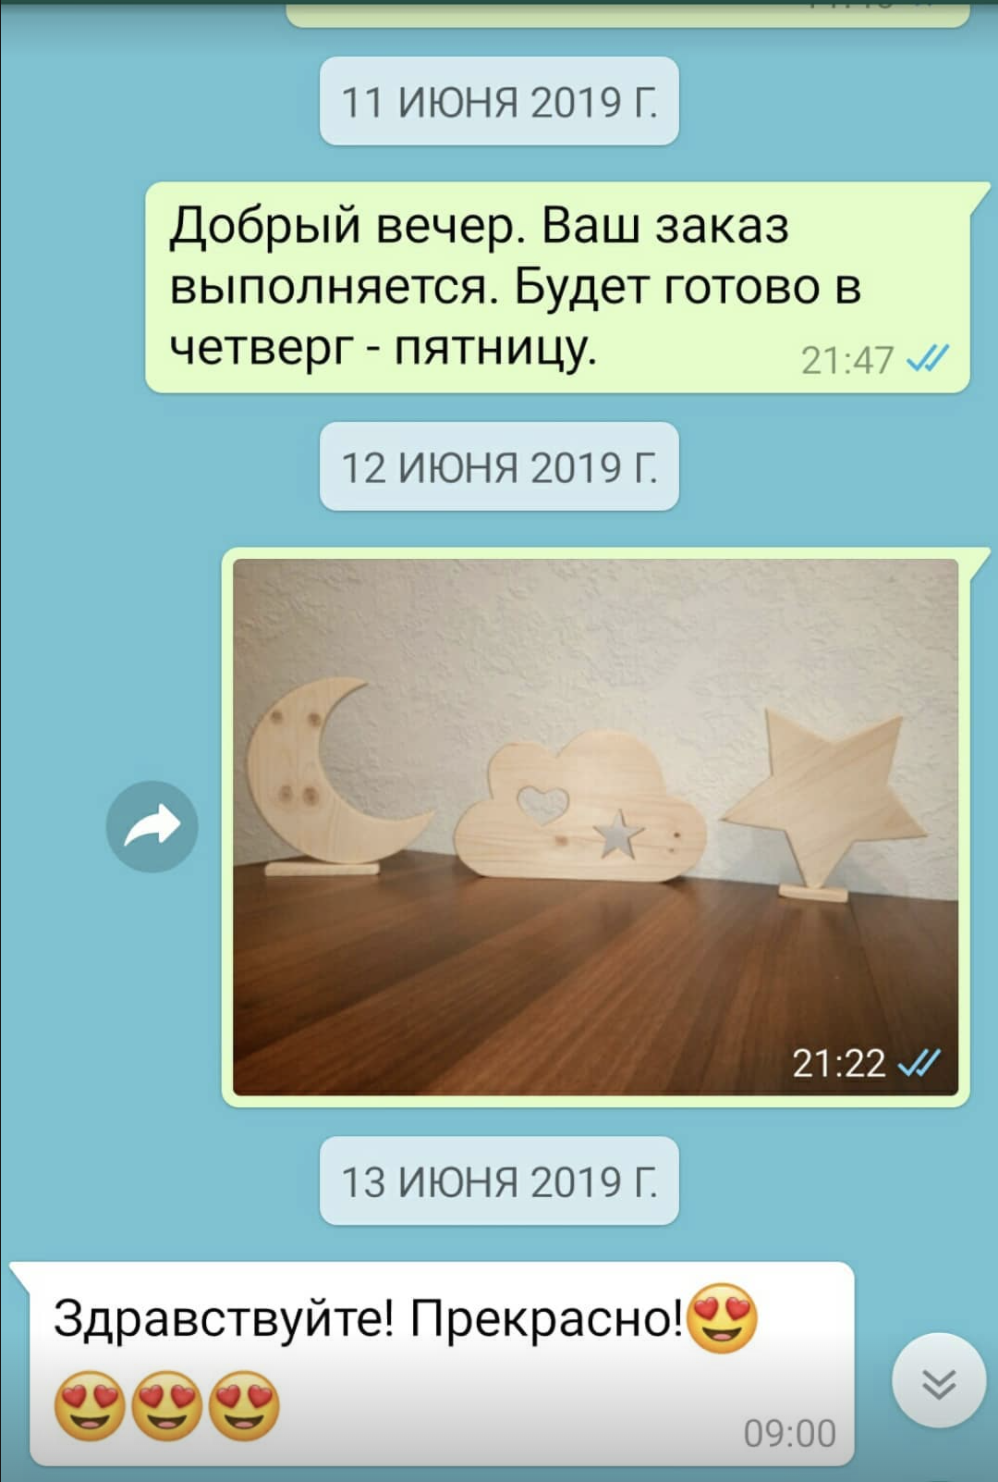 11 ИЮНЯ 2019 Г.
Добрый вечер. Ваш заказ
выполняется. Будет готово в
четверг - пятницу.
21:47
12 ИЮНЯ 2019 Г.
21:22
13 ИЮНЯ 2019 Г.
Здравствуйте! Прекрасно!😍
😍😍😍
09:00